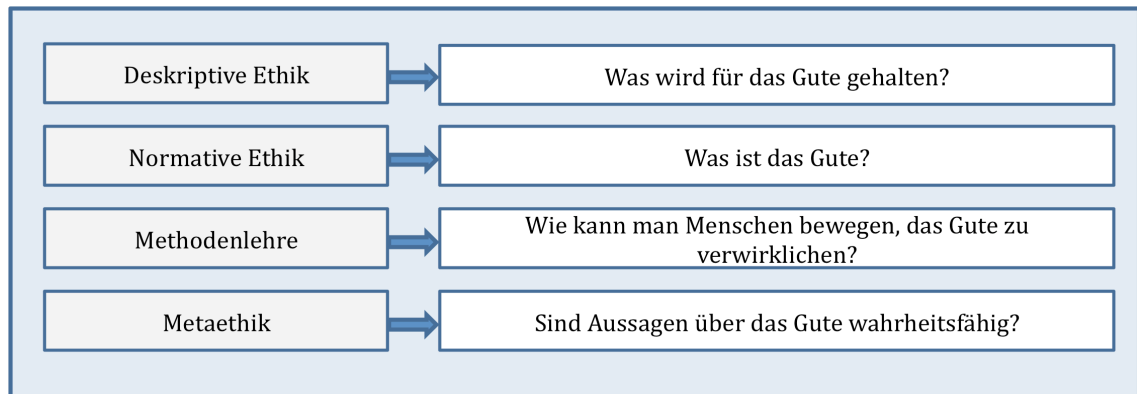 Deskriptive Ethik
Was wird für das Gute gehalten?
Normative Ethik
Was ist das Gute?
Methodenlehre
Wie kann man Menschen bewegen, das Gute zu
verwirklichen?
Metaethik
Sind Aussagen über das Gute wahrheitsfähig?